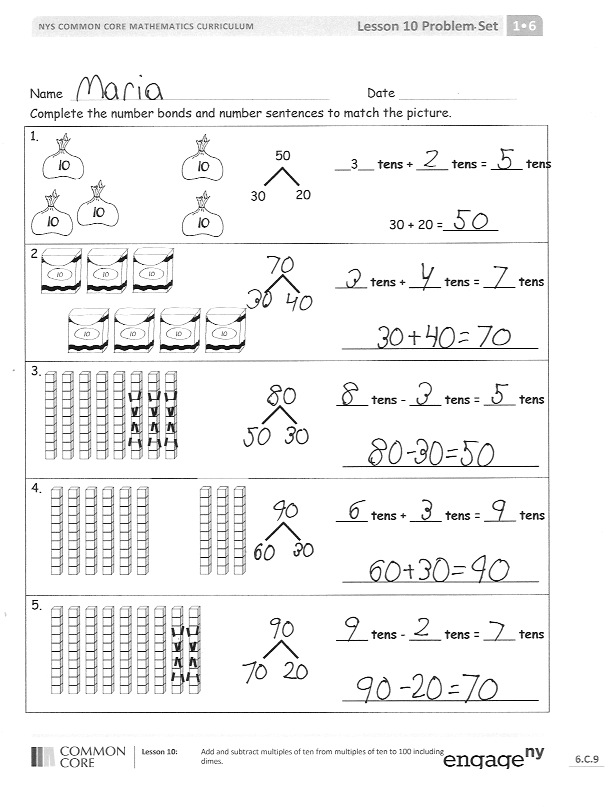 NYS COMMON CORE MATHEMATICS CURRICULUM
Lesson 10 Problem Set
1•6
Name Maria
Date
Complete the number bonds and number sentences to match the picture.
1.
10
10
10
10
10
50
30 20
3 tens + 2 tens = 5 tens
30 + 20 = 50
2
10 10 10
10 10 10 10
70
30 40
3 tens + 4 tens = 7 tens
30+40=70
3.
80
50 30
8 tens - 3 tens = 5 tens
80-30=50
4.
90
60 30
6 tens + 3 tens = 9 tens
60+30=90
5.
90
70 20
9 tens - 2 tens = 7 tens
90-20=70
COMMON
CORE
Lesson 10:
Add and subtract multiples of ten from multiples of ten to 100 including
dimes.
engage ny
6.C.9